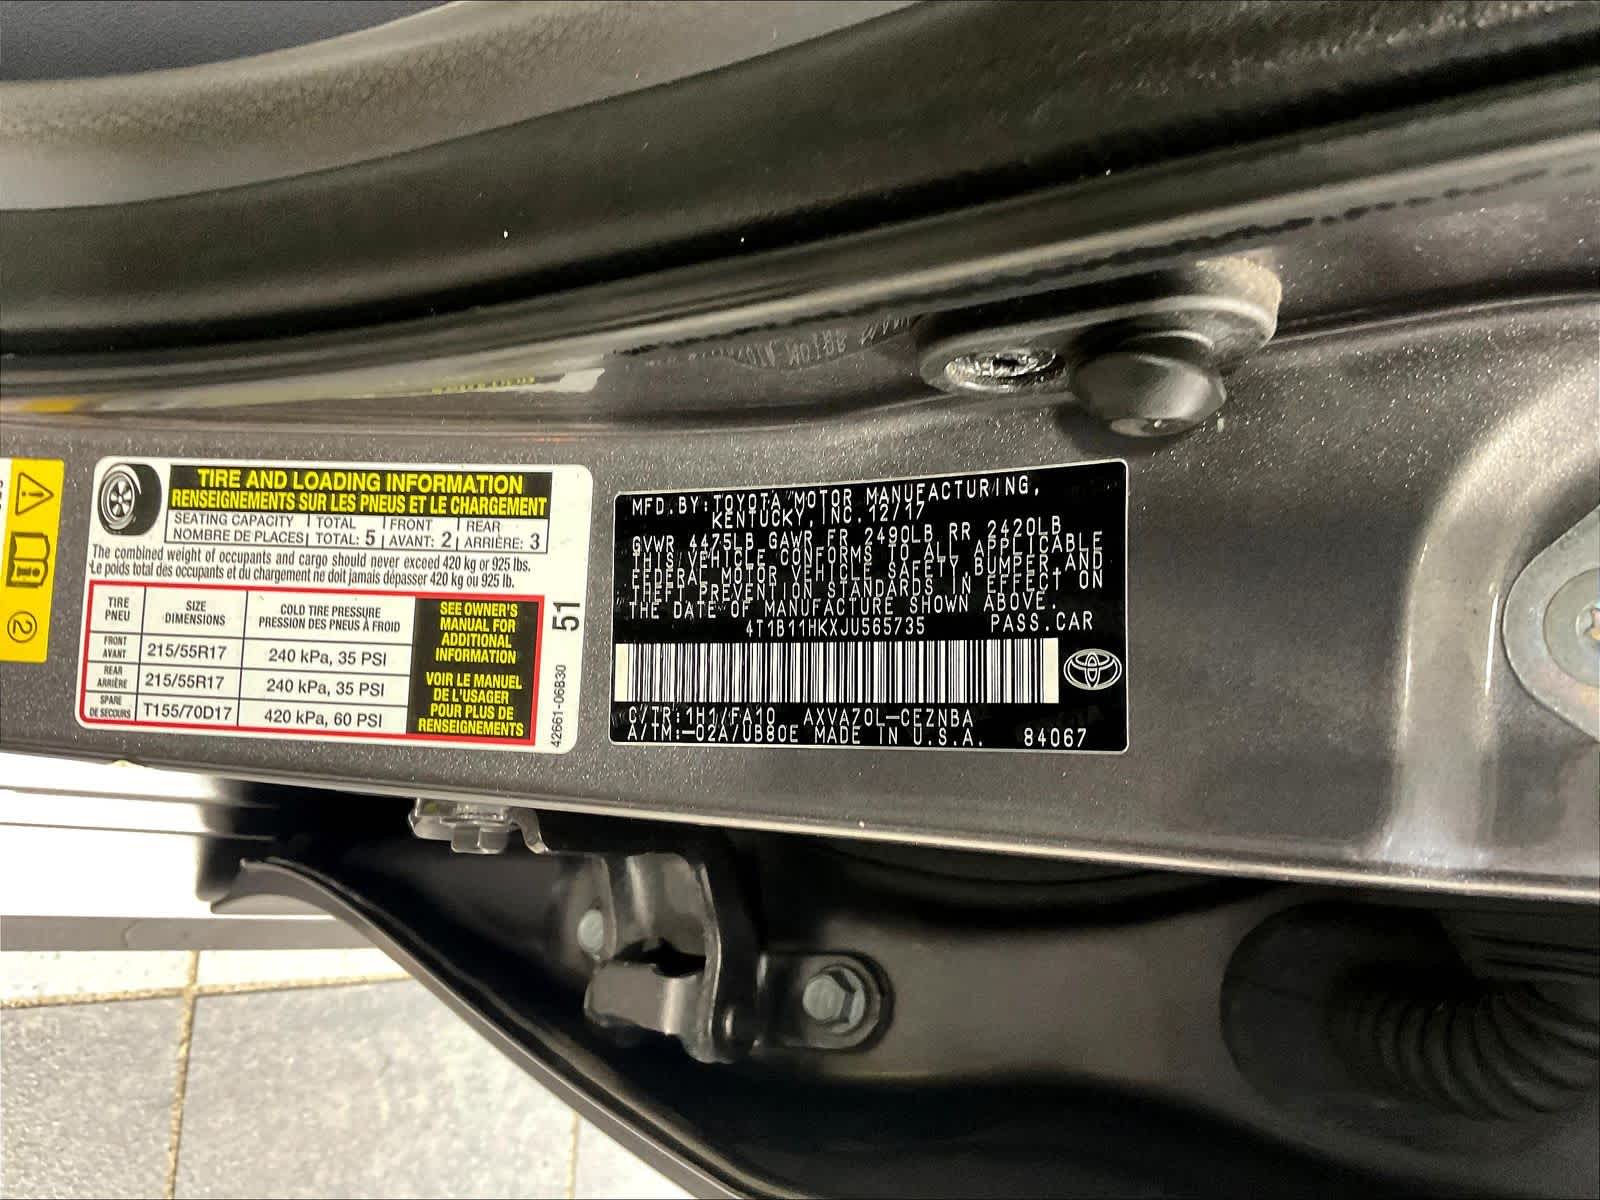 TIRE AND LOADING INFORMATION
RENSEIGNEMENTS SUR LES PNEUS ET LE CHARGEMENT
SEATING CAPACITY TOTAL FRONT REAR
NOMBRE DE PLACES TOTAL: 5 AVANT: 2 ARRIÈRE: 3
The combined weight of occupants and cargo should never exceed 420 kg or 925 lbs.
Le poids total des occupants et du chargement ne doit jamais dépasser 420 kg ou 925 lb.
TIRE
PNEU
SIZE
DIMENSIONS
COLD TIRE PRESSURE
PRESSION DES PNEUS À FROID
FRONT
AVANT
215/55R17
240 kPa, 35 PSI
REAR
ARRIÈRE
215/55R17
240 kPa, 35 PSI
SPARE
DE SECOURS
T155/70D17
420 kPa, 60 PSI
SEE OWNER'S
MANUAL FOR
ADDITIONAL
INFORMATION
VOIR LE MANUEL
DE L'USAGER
POUR PLUS DE
RENSEIGNEMENTS
51
42661-06B30
2
MFD.BY:TOYOTA MOTOR MANUFACTURING,
KENTUCKY, INC. 12/17
GVWR 4475LB GAWR FR 2490LB RR 2420LB
THIS VEHICLE CONFORMS TO ALL APPLICABLE
FEDERAL MOTOR VEHICLE SAFETY, BUMPER, AND
THEFT PREVENTION STANDARDS IN EFFECT ON
THE DATE OF MANUFACTURE SHOWN ABOVE.
4T1B11HKXJU565735 PASS.CAR
C/TR:1H1/FA10 AXVA70L-CEZNBA
A/TM:-02A/UB80E MADE IN U.S.A. 84067